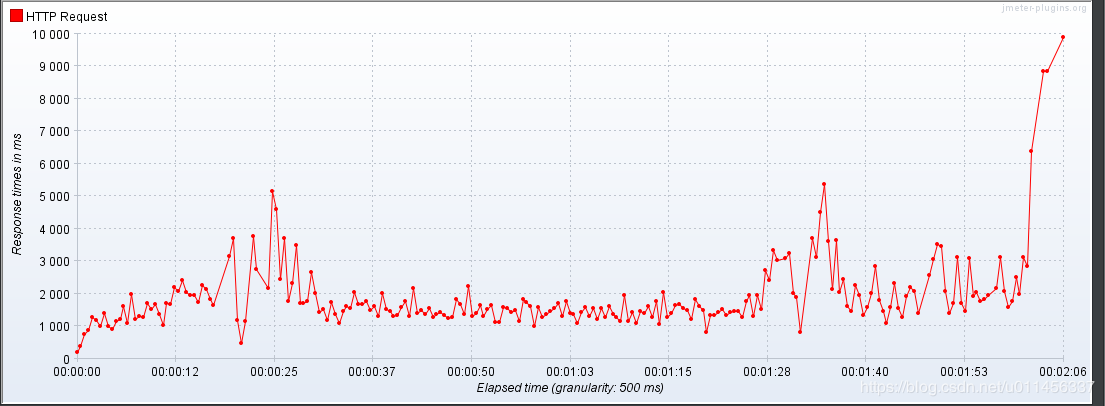 jmeter-plugins.org
HTTP Request
10 000
9 000
8 000
7 000
6 000
5 000
4 000
3 000
2 000
1 000
0
Response times in ms
00:00:00 00:00:12 00:00:25 00:00:37 00:00:50 00:01:03 00:01:15 00:01:28 00:01:40 00:01:53 00:02:06
Elapsed time (granularity: 500 ms)
https://blog.csdn.net/u011456337